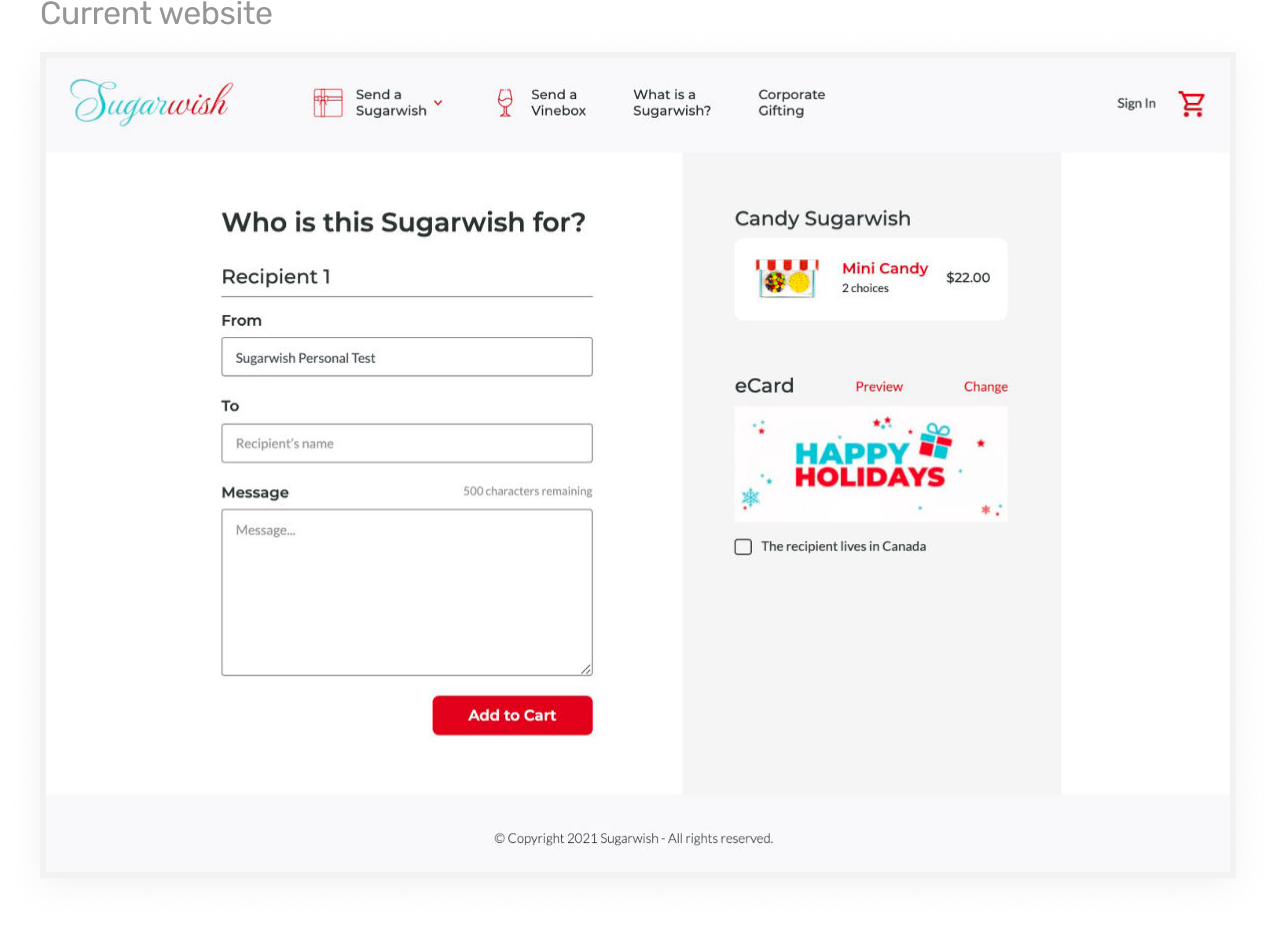 Current website
Sugarwish
Send a
Sugarwish
Send a
Vinebox
What is a
Sugarwish?
Corporate
Gifting
Sign In
Who is this Sugarwish for?
Recipient 1
From
Sugarwish Personal Test
To
Recipient's name
Message
500 characters remaining
Message...
Add to Cart
Candy Sugarwish
Mini Candy
2 choices
$22.00
eCard
Preview
Change
HAPPY
HOLIDAYS
The recipient lives in Canada
© Copyright 2021 Sugarwish - All rights reserved.